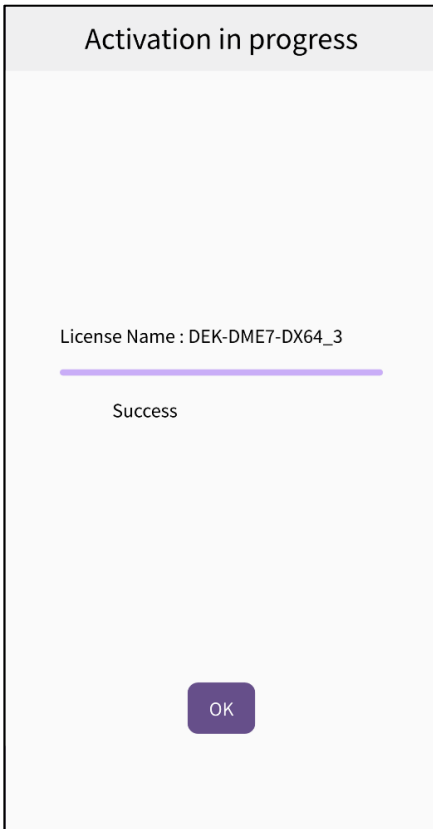 Activation in progress
License Name : DEK-DME7-DX64_3
Success
OK